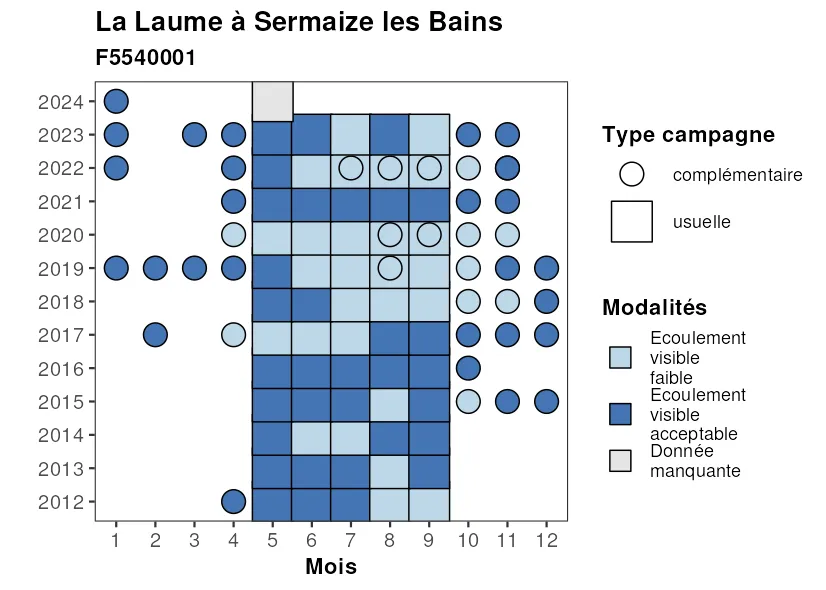 La Laume à Sermaize les Bains
F5540001
2024
2023
2022
2021
2020
2019
2018
2017
2016
2015
2014
2013
2012
1 2 3 4 5 6 7 8 9 10 11 12
Mois
Type campagne
complémentaire
usuelle
Modalités
Ecoulement
visible
faible
Ecoulement
visible
acceptable
Donnée
manquante